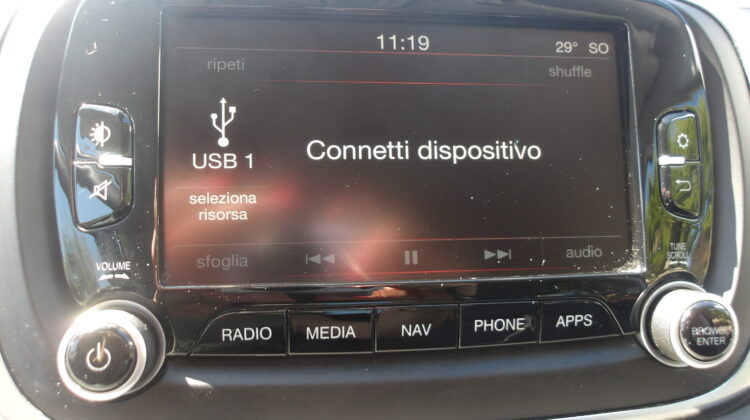 11:19
29° SO
ripeti
shuffle
USB 1
Connetti dispositivo
seleziona
risorsa
sfoglia
audio
VOLUME
TUNE
SCROLL
RADIO
MEDIA
NAV
PHONE
APPS
BROWSE
ENTER